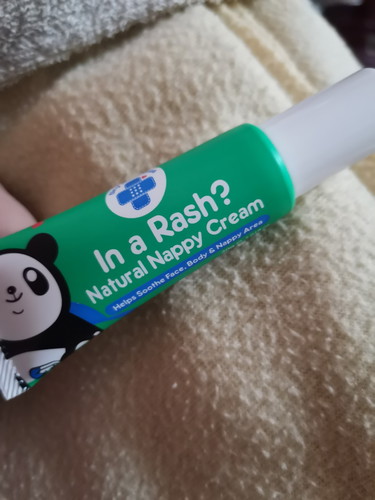 In a Rash?
Natural Nappy Cream
Helps Soothe Face, Body & Nappy Area